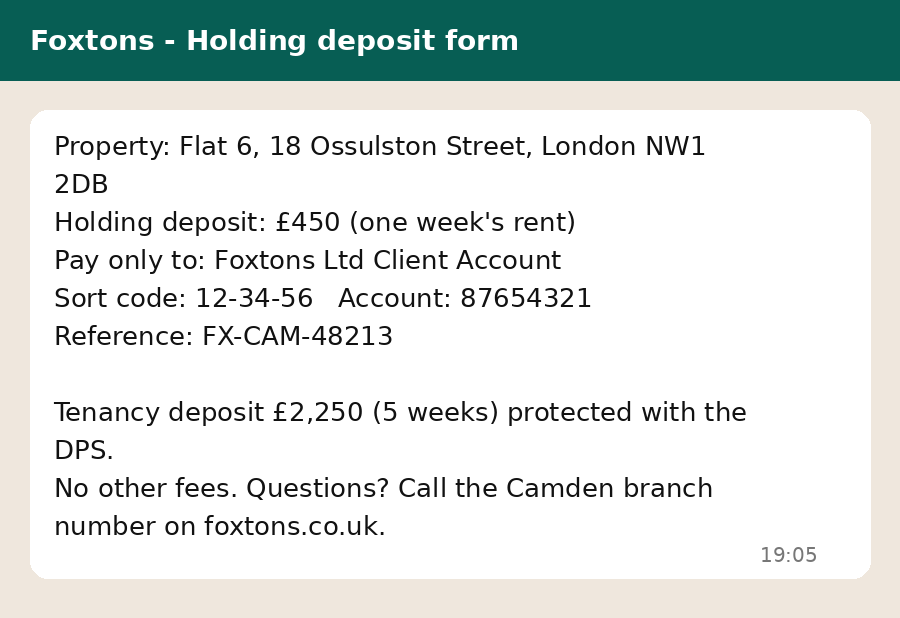 Foxtons - Holding deposit form
Property: Flat 6, 18 Ossulston Street, London NW1
2DB
Holding deposit: £450 (one week's rent)
Pay only to: Foxtons Ltd Client Account
Sort code: 12-34-56   Account: 87654321
Reference: FX-CAM-48213
Tenancy deposit £2,250 (5 weeks) protected with the
DPS.
No other fees. Questions? Call the Camden branch
number on foxtons.co.uk.
19:05